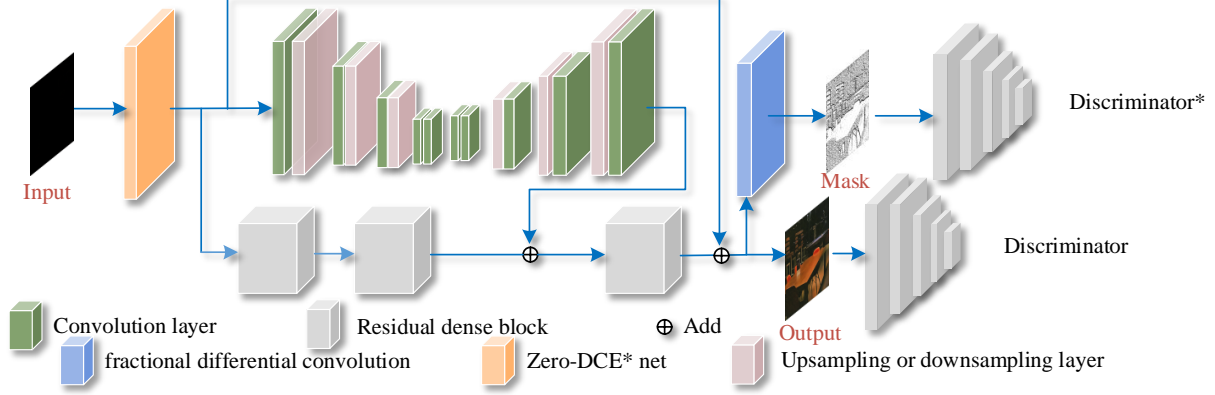 Discriminator*
Input
Mask
Discriminator
Output
Convolution layer
Residual dense block
Add
fractional differential convolution
Zero-DCE* net
Upsampling or downsampling layer